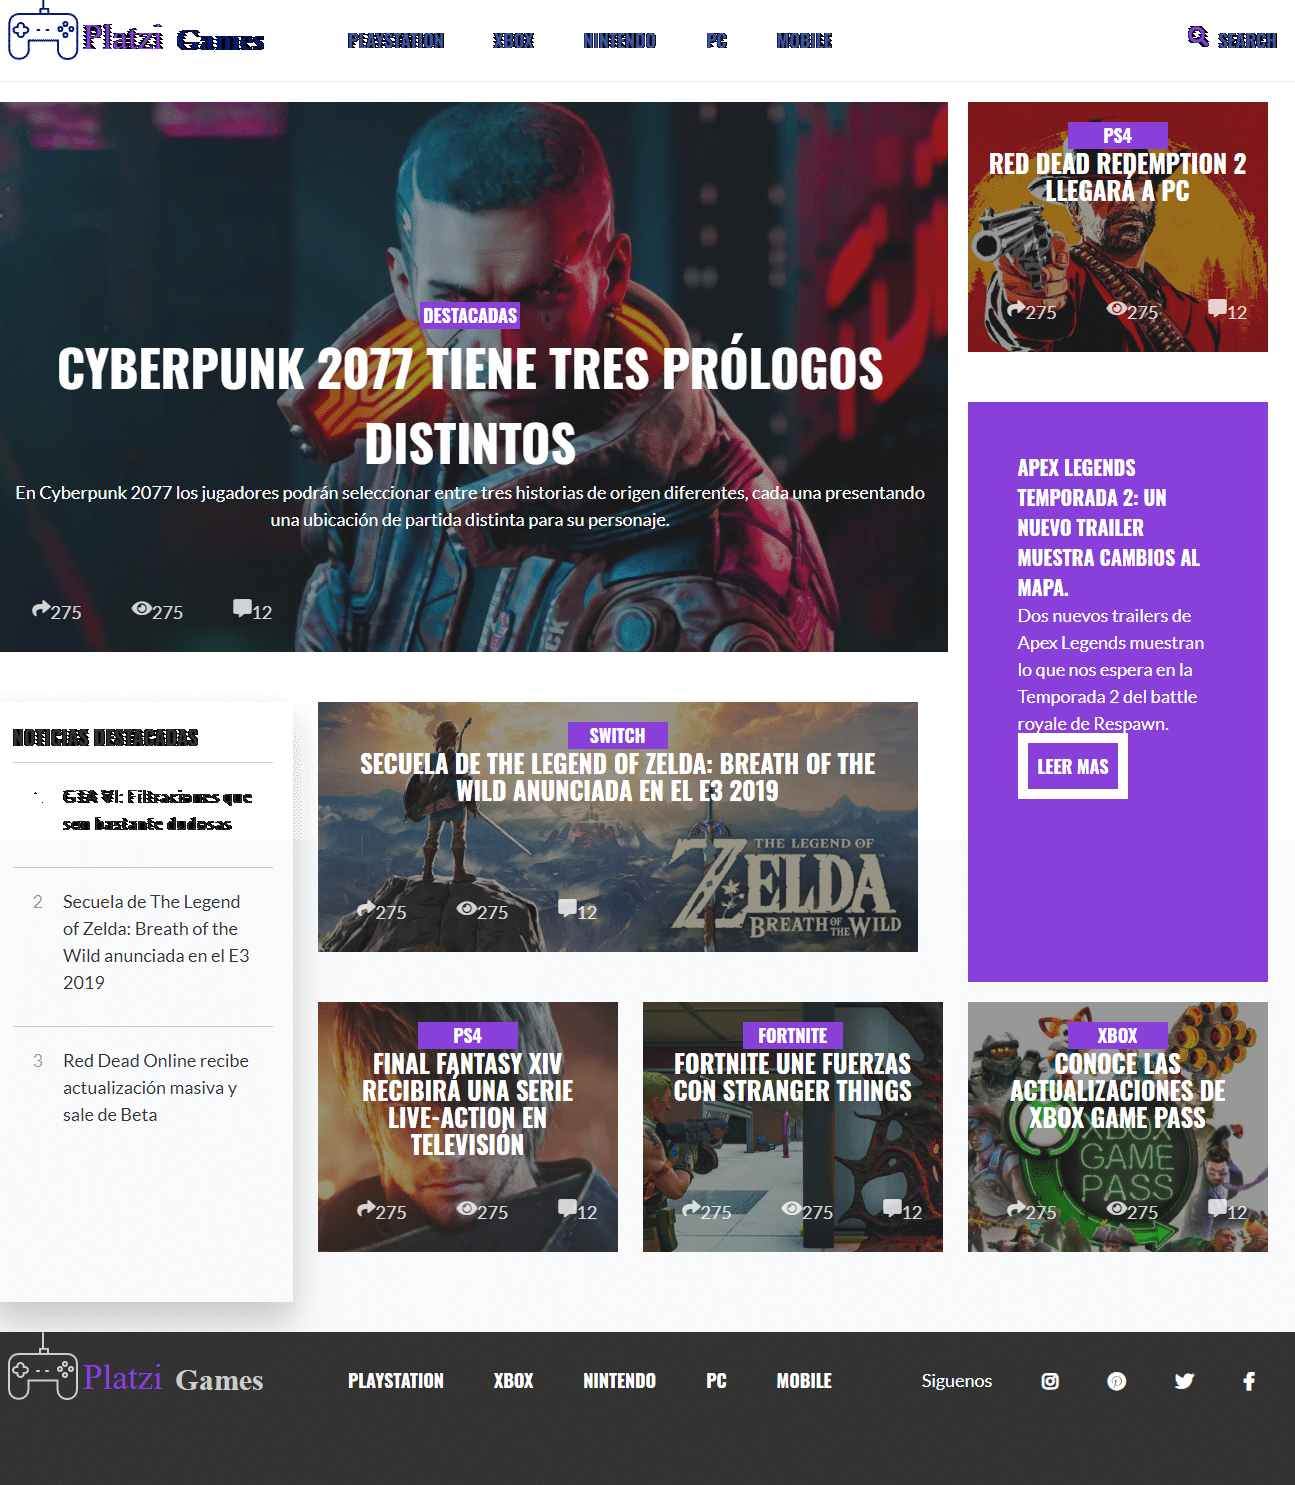 Platzi Games
PLAYSTATION XBOX NINTENDO PC MOBILE
SEARCH
DESTACADAS
CYBERPUNK 2077 TIENE TRES PRÓLOGOS
DISTINTOS
En Cyberpunk 2077 los jugadores podrán seleccionar entre tres historias de origen diferentes, cada una presentando
una ubicación de partida distinta para su personaje.
275 275 12
PS4
RED DEAD REDEMPTION 2
LLEGARÁ A PC
275 275 12
APEX LEGENDS
TEMPORADA 2: UN
NUEVO TRAILER
MUESTRA CAMBIOS AL
MAPA.
Dos nuevos trailers de
Apex Legends muestran
lo que nos espera en la
Temporada 2 del battle
royale de Respawn.
LEER MAS
NOTICIAS DESTACADAS
GTA VI: Filtraciones que
son bastante dudosas
2 Secuela de The Legend
of Zelda: Breath of the
Wild anunciada en el E3
2019
3 Red Dead Online recibe
actualización masiva y
sale de Beta
SWITCH
SECUELA DE THE LEGEND OF ZELDA: BREATH OF THE
WILD ANUNCIADA EN EL E3 2019
THE LEGEND OF
ZELDA
BREATH OF THE WILD
275 275 12
PS4
FINAL FANTASY XIV
RECIBIRÁ UNA SERIE
LIVE-ACTION EN
TELEVISIÓN
275 275 12
FORTNITE
FORTNITE UNE FUERZAS
CON STRANGER THINGS
275 275 12
XBOX
CONOCE LAS
ACTUALIZACIONES DE
XBOX GAME PASS
XBOX
GAME
PASS
275 275 12
Platzi Games
PLAYSTATION XBOX NINTENDO PC MOBILE
Siguenos